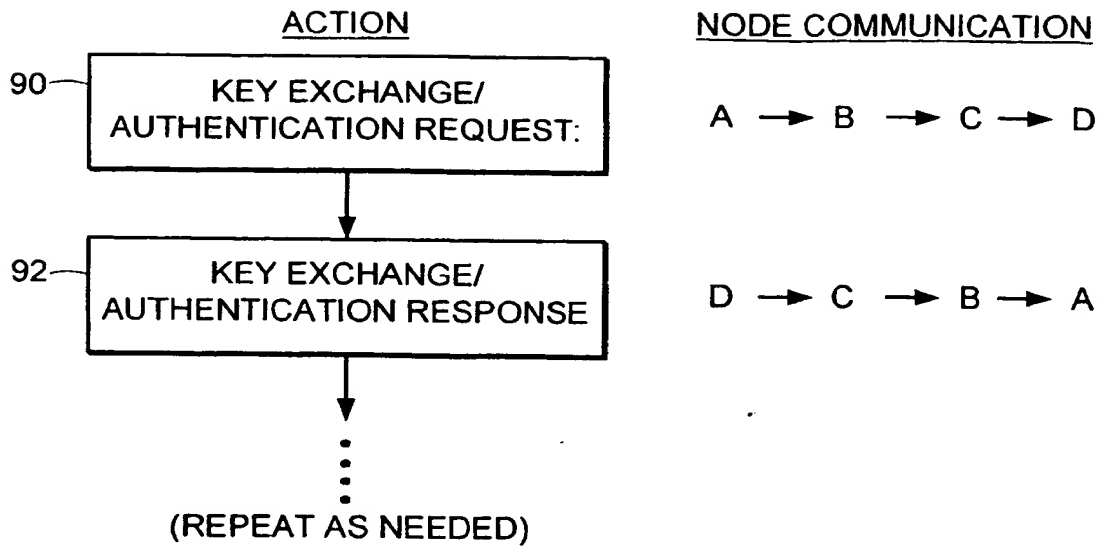 ACTION
NODE COMMUNICATION
90
KEY EXCHANGE/
AUTHENTICATION REQUEST:
A → B → C → D
92
KEY EXCHANGE/
AUTHENTICATION RESPONSE
D → C → B → A
(REPEAT AS NEEDED)